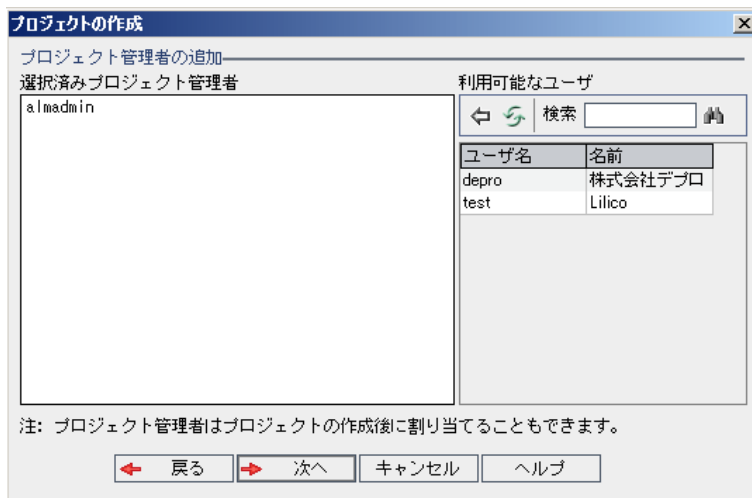 プロジェクトの作成
プロジェクト管理者の追加
選択済みプロジェクト管理者
almadmin
利用可能なユーザ
検索
ユーザ名 名前
depro 株式会社デプロ
test Lilico
注: プロジェクト管理者はプロジェクトの作成後に割り当てることもできます。
戻る 次へ キャンセル ヘルプ